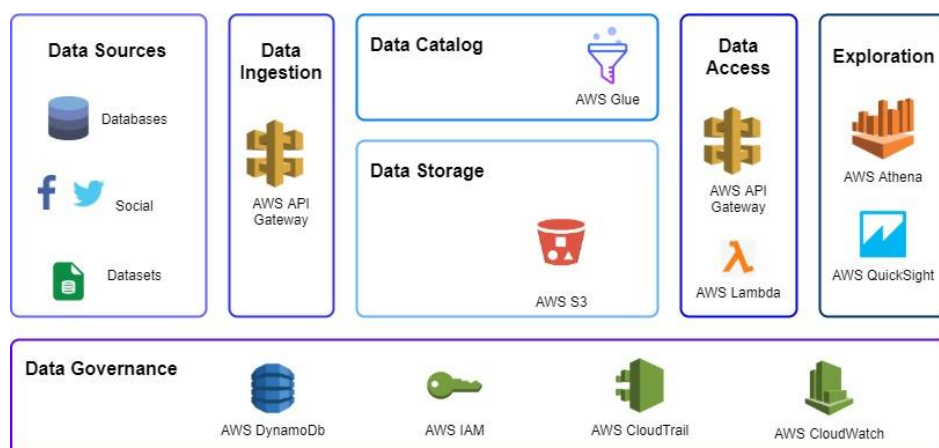 Data Sources
Databases
Social
Datasets
Data
Ingestion
AWS API
Gateway
Data Catalog
AWS Glue
Data Storage
AWS S3
Data
Access
AWS API
Gateway
AWS Lambda
Exploration
AWS Athena
AWS QuickSight
Data Governance
AWS DynamoDb
AWS IAM
AWS CloudTrail
AWS CloudWatch